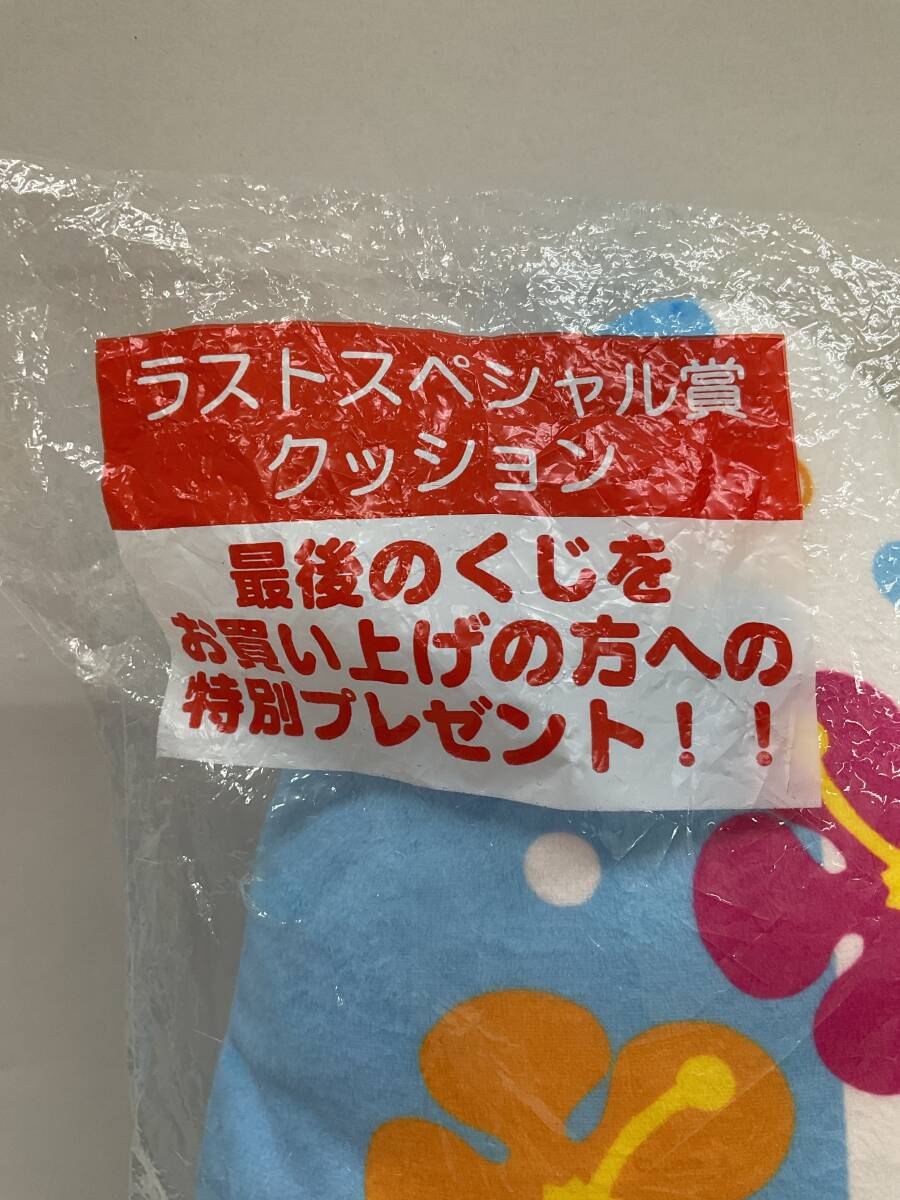 ラストスペシャル賞
クッション
最後のくじを
お買い上げの方への
特別プレゼント！！